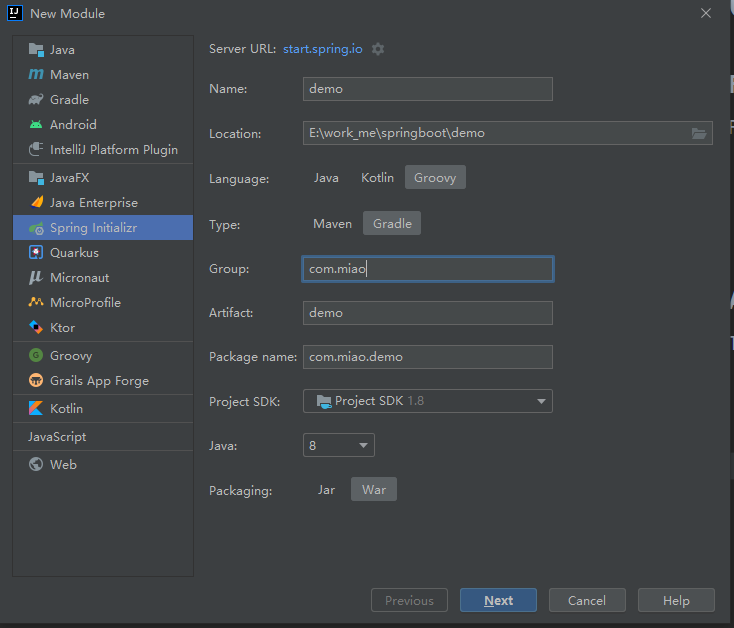 New Module
Java
Maven
Gradle
Android
IntelliJ Platform Plugin
JavaFX
Java Enterprise
Spring Initializr
Quarkus
Micronaut
MicroProfile
Ktor
Groovy
Grails App Forge
Kotlin
JavaScript
Web
Server URL: start.spring.io
Name: demo
Location: E:\work_me\springboot\demo
Language: Java Kotlin Groovy
Type: Maven Gradle
Group: com.miao
Artifact: demo
Package name: com.miao.demo
Project SDK: Project SDK 1.8
Java: 8
Packaging: Jar War
Previous Next Cancel Help